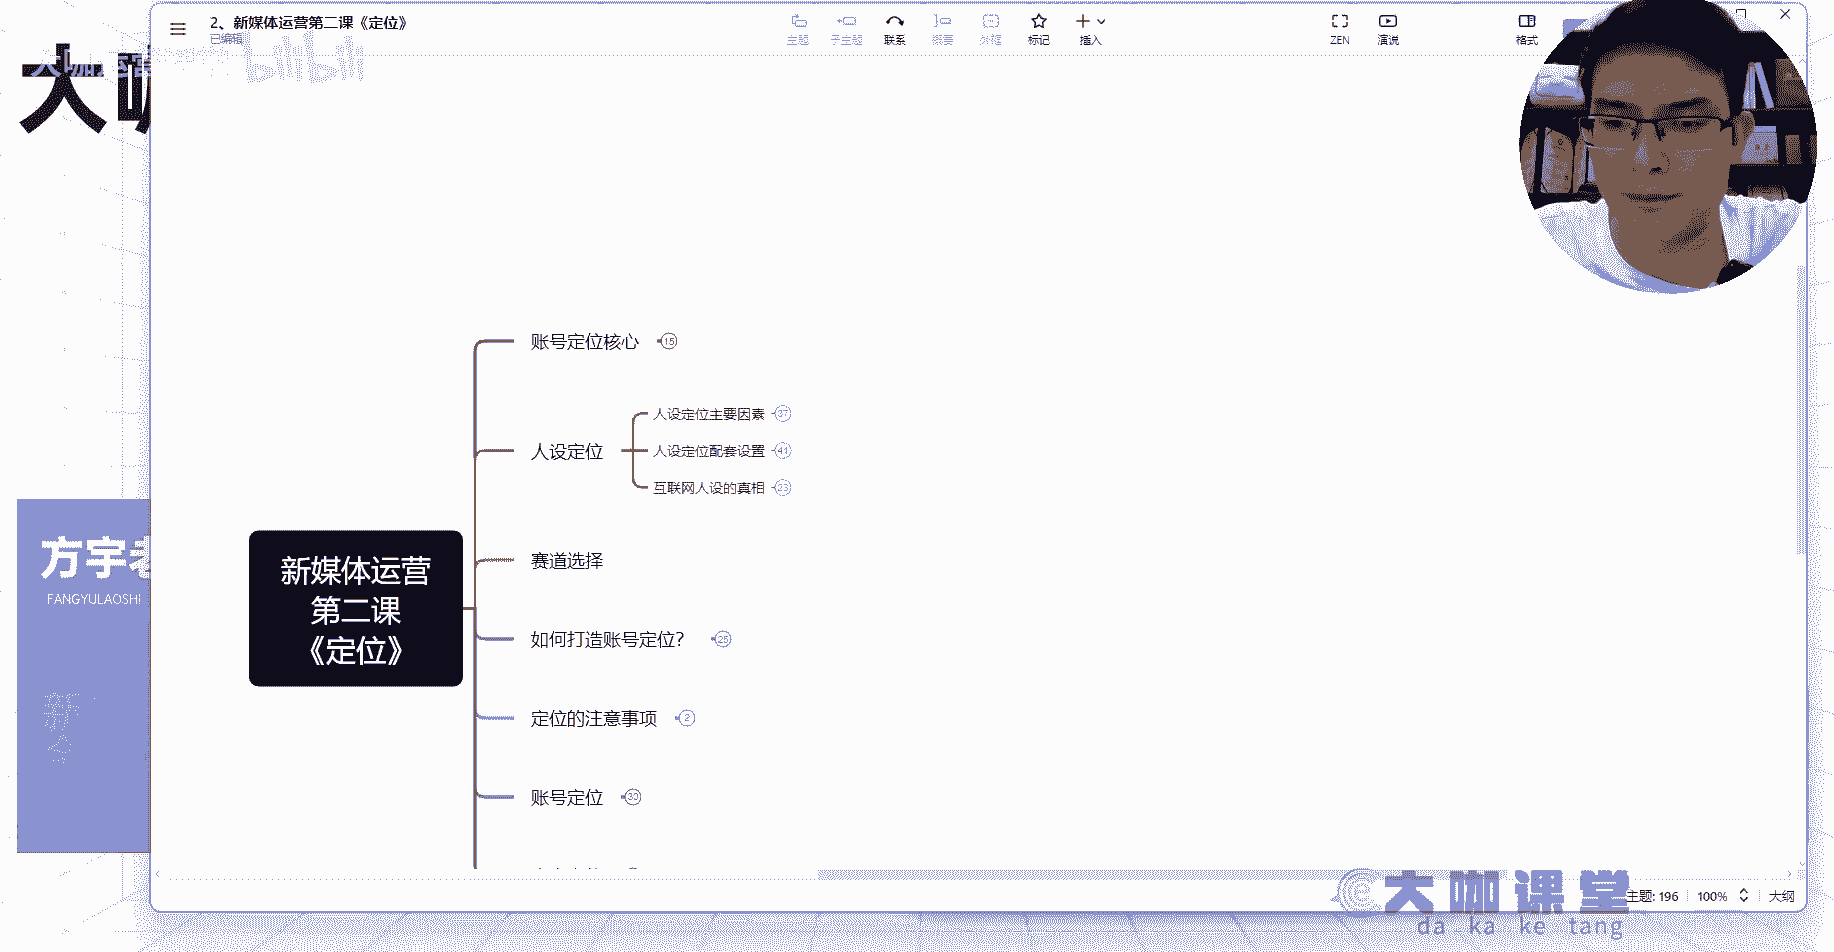 2、新媒体运营第二课《定位》
已编辑
主题
子主题
联系
概要
外框
标记
插入
ZEN
演说
格式
大咖运营
bilibili
大咖
账号定位核心 15
人设定位
人设定位主要因素 37
人设定位配套设置 41
互联网人设的真相 23
赛道选择
新媒体运营
第二课
《定位》
如何打造账号定位? 25
定位的注意事项 2
账号定位 30
方宇老
FANGYULAOSHI
大咖课堂
da ka ke tang
主题: 196
100%
大纲